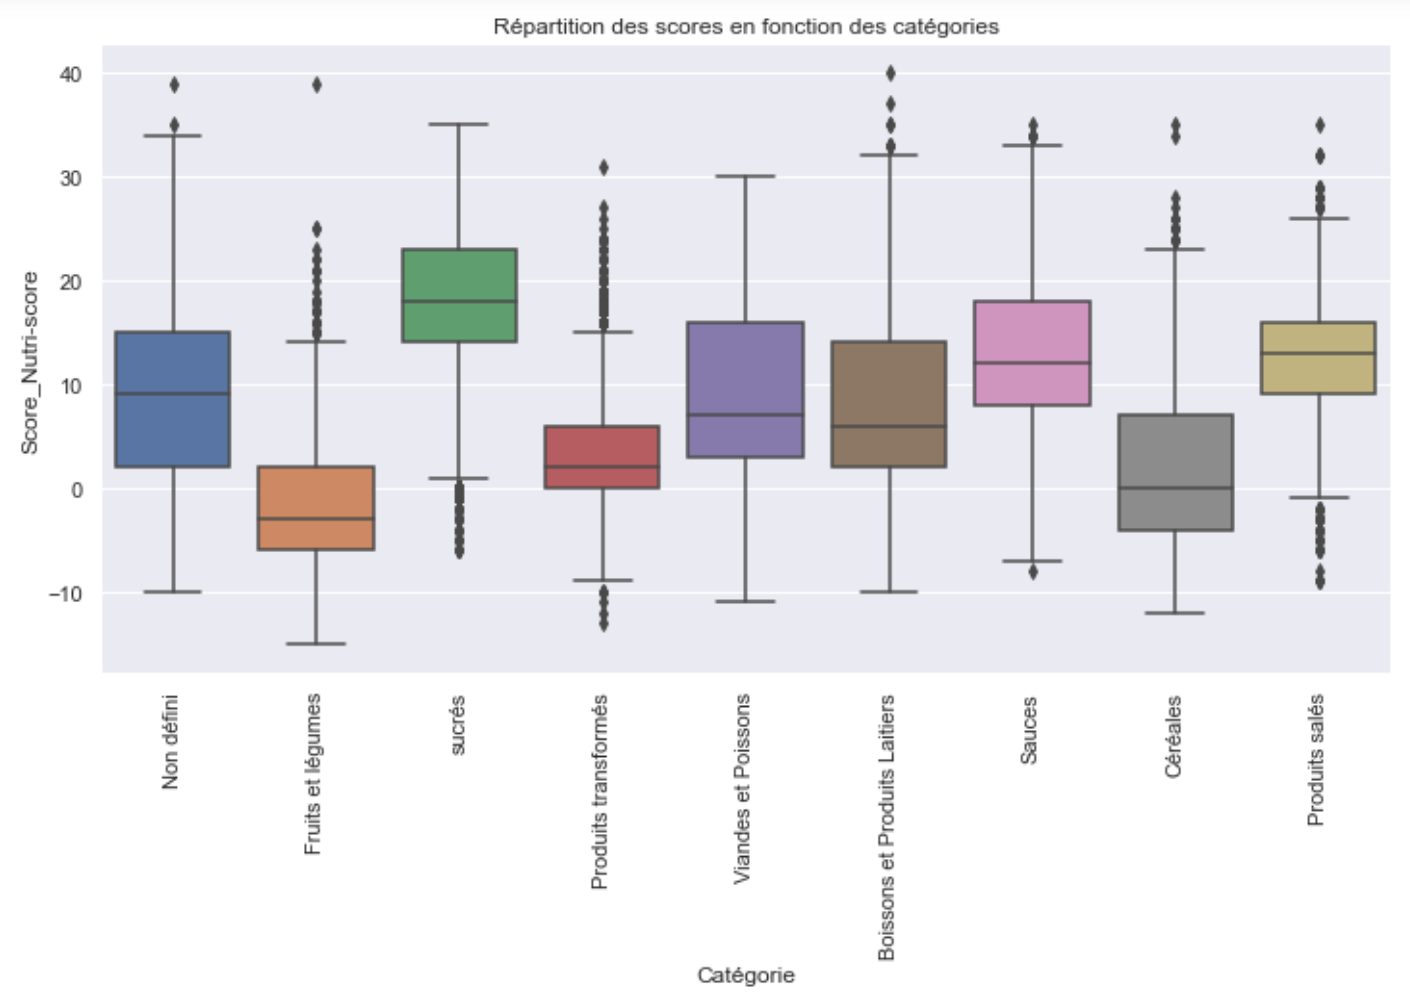 Répartition des scores en fonction des catégories
Score_Nutri-score
40
30
20
10
0
−10
Non défini
Fruits et légumes
sucrés
Produits transformés
Viandes et Poissons
Boissons et Produits Laitiers
Sauces
Céréales
Produits salés
Catégorie